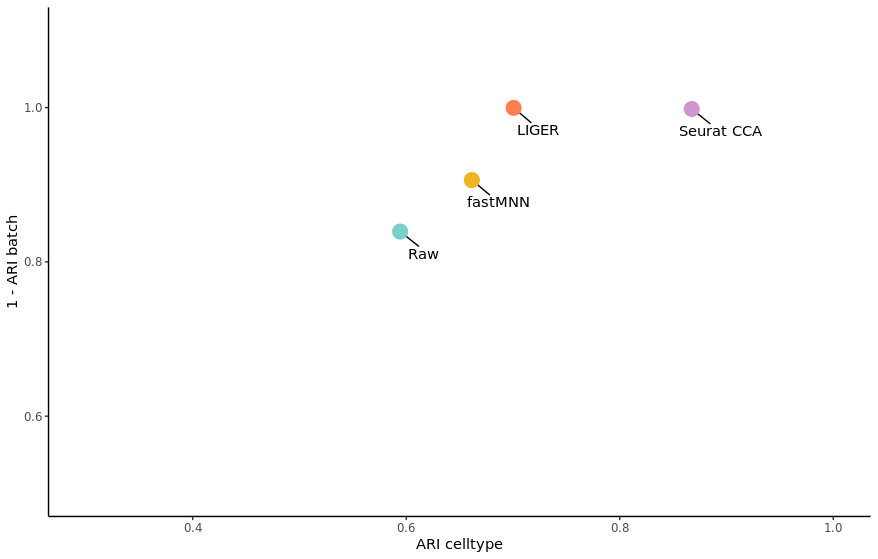 1.0
0.8
0.6
1 - ARI batch
LIGER
Seurat CCA
fastMNN
Raw
0.4
0.6
0.8
1.0
ARI celltype